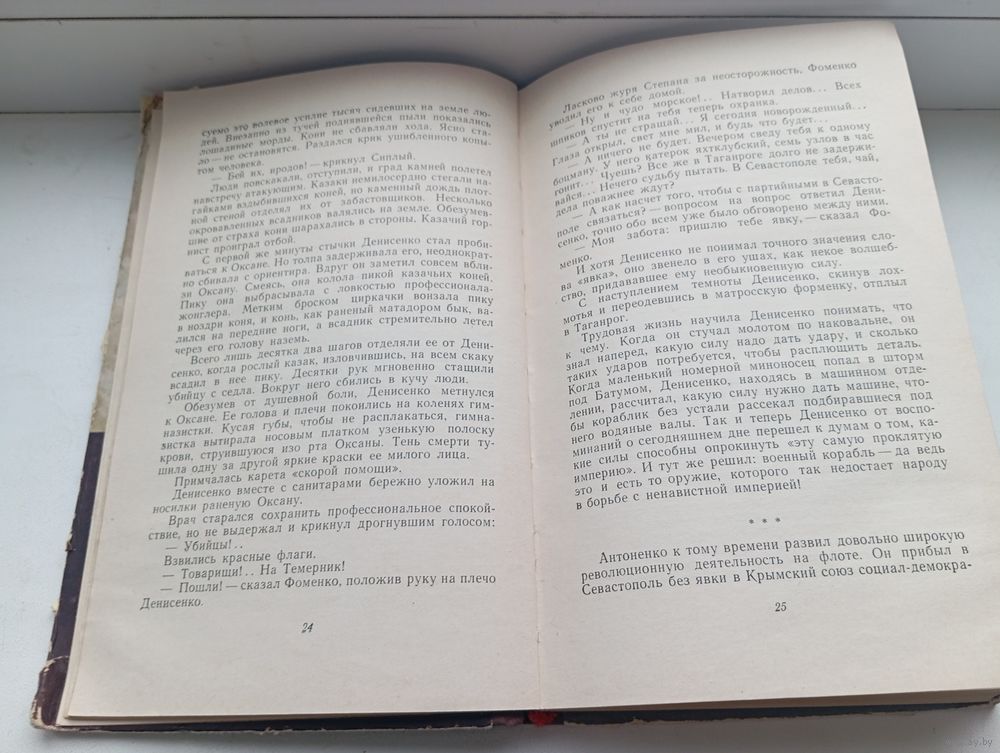 суемо это волевое усилие тысяч сидевших на земле лю-
дей. Внезапно из тучей поднявшейся пыли показались
лошадиные морды. Кони не сбавляли хода. Ясно ста-
ло — не остановятся. Раздался крик ушибленного копы-
том человека.
— Бей их, иродов! — крикнул Сиплый.
Люди повскакали, отступили, и град камней полетел
навстречу атакующим. Казаки немилосердно стегали на-
гайками вздыбившихся коней, но каменный дождь плот-
ной стеной отделял их от забастовщиков. Несколько
окровавленных всадников валялись на земле. Обезумев-
шие от страха кони шарахались в стороны. Казачий гор-
нист проиграл отбой.
С первой же минуты стычки Денисенко стал проби-
ваться к Оксане. Но толпа задерживала его, неоднократ-
но сбивала с ориентира. Вдруг он заметил совсем вбли-
зи Оксану. Смеясь, она колола пикой казачьих коней.
Пику она выбрасывала с ловкостью профессионала-
жонглера. Метким броском циркачки вонзала пику
в ноздри коня, и конь, как раненый матадором бык, ва-
лился на передние ноги, а всадник стремительно летел
через его голову наземь.
Всего лишь десятка два шагов отделяли ее от Дени-
сенко, когда рослый казак, изловчившись, на всем скаку
всадил в нее пику. Десятки рук мгновенно стащили
убийцу с седла. Вокруг него сбились в кучу люди.
Обезумев от душевной боли, Денисенко метнулся
к Оксане. Ее голова и плечи покоились на коленях гим-
назистки. Кусая губы, чтобы не расплакаться, гимна-
зистка вытирала носовым платком узенькую полоску
крови, струившуюся изо рта Оксаны. Тень смерти ту-
шила одну за другой яркие краски ее милого лица.
Примчалась карета «скорой помощи».
Денисенко вместе с санитарами бережно уложил на
носилки раненую Оксану.
Врач старался сохранить профессиональное спокой-
ствие, но не выдержал и крикнул дрогнувшим голосом:
— Убийцы!..
Взвились красные флаги.
— Товарищи!.. На Темерник!
— Пошли! — сказал Фоменко, положив руку на плечо
Денисенко.
24
Ласково журя Степана за неосторожность, Фоменко
уводил его к себе домой.
— Ну и чудо морское!.. Натворил делов... Всех
шпиков спустит на тебя теперь охранка.
— А ты не стращай... Я сегодня новорожденный...
Глаза открыл, свет мне мил, и будь что будет...
— А ничего не будет. Вечером сведу тебя к одному
боцману. У него катерок яхтклубский, семь узлов в час
гонит... Чуешь? Все же в Таганроге долго не задержи-
вайся... Нечего судьбу пытать. В Севастополе тебя, чай,
дела поважнее ждут?
— А как насчет того, чтобы с партийными в Севасто-
поле связаться? — вопросом на вопрос ответил Дени-
сенко, точно обо всем уже было обговорено между ними.
— Моя забота: пришлю тебе явку, — сказал Фо-
менко.
И хотя Денисенко не понимал точного значения сло-
ва «явка», оно звенело в его ушах, как некое волшебст-
ство, придававшее ему необыкновенную силу.
С наступлением темноты Денисенко, скинув лох-
мотья и переодевшись в матросскую форменку, отплыл
в Таганрог.
Трудовая жизнь научила Денисенко понимать, что
к чему. Когда он стучал молотом по наковальне, он
знал наперед, какую силу надо дать удару, и сколько
таких ударов потребуется, чтобы расплющить деталь.
Когда маленький номерной миноносец попал в шторм
под Батумом, Денисенко, находясь в машинном отде-
лении, рассчитал, какую силу нужно дать машине, что-
бы кораблик без устали рассекал подбиравшиеся под
него водяные валы. Так и теперь Денисенко от воспо-
минаний о сегодняшнем дне перешел к думам о том, ка-
кие силы способны опрокинуть «эту самую проклятую
империю». И тут же решил: военный корабль — да ведь
это и есть то оружие, которого так недостает народу
в борьбе с ненавистной империей!
* * *
Антоненко к тому времени развил довольно широкую
революционную деятельность на флоте. Он прибыл в
Севастополь без явки в Крымский союз социал-демокра-
25